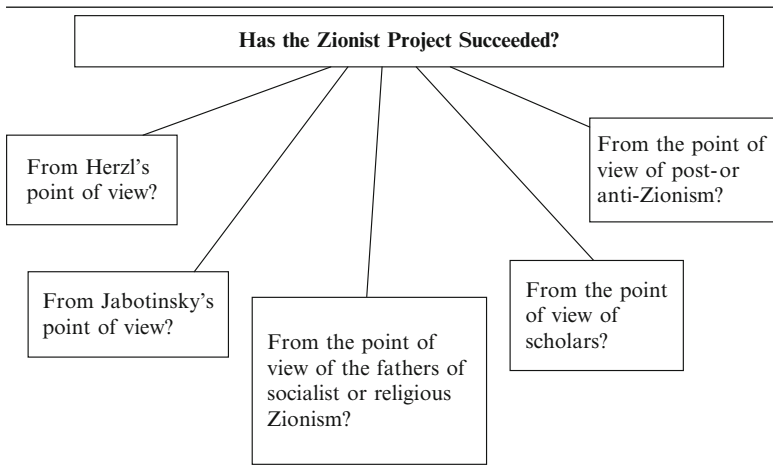 Has the Zionist Project Succeeded?
From Herzl's
point of view?
From Jabotinsky's
point of view?
From the point of
view of the fathers of
socialist or religious
Zionism?
From the point
of view of
scholars?
From the point of
view of post-or
anti-Zionism?